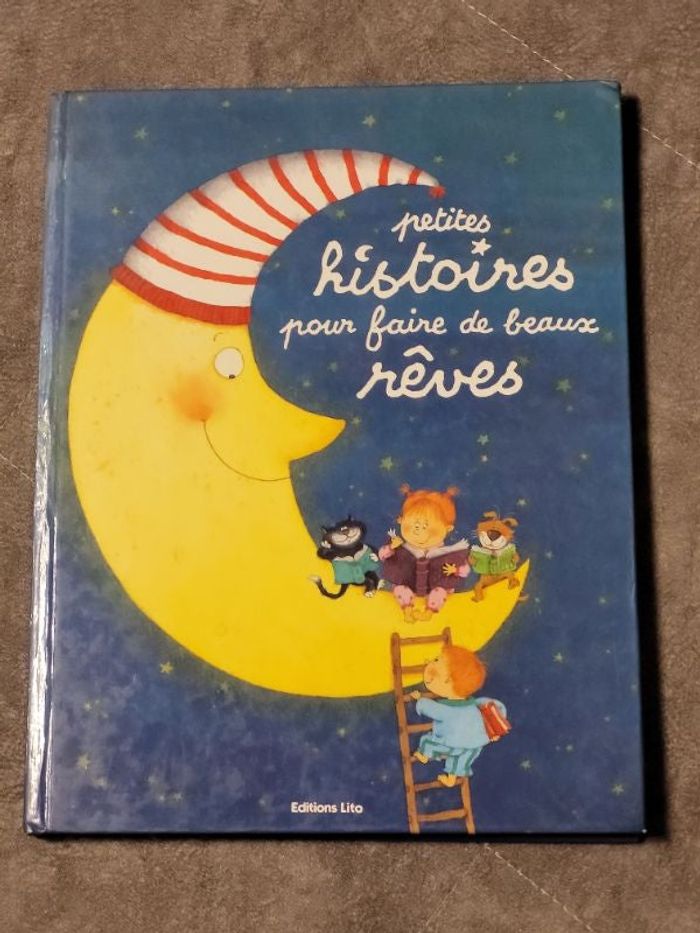 petites
histoires
pour faire de beaux
rêves
Editions Lito